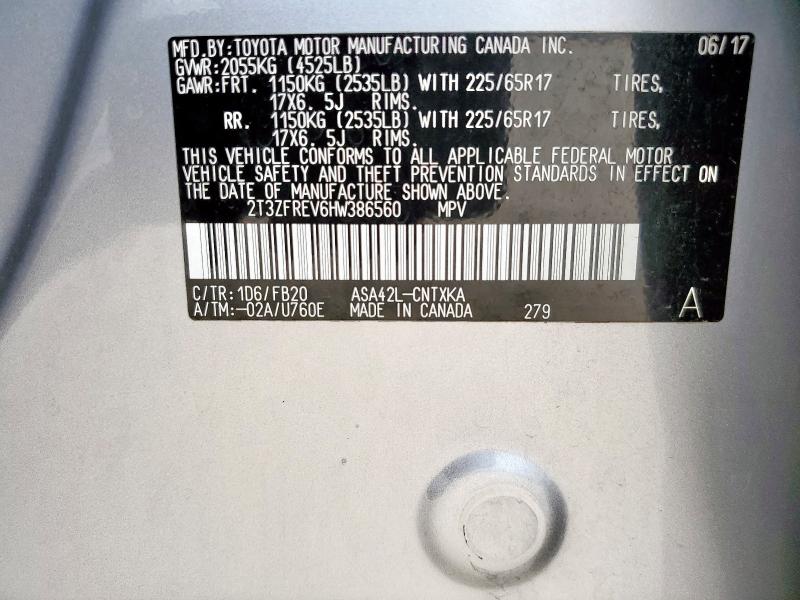 MFD.BY:TOYOTA MOTOR MANUFACTURING CANADA INC. 06/17
GVWR:2055KG (4525LB)
GAWR:FRT. 1150KG (2535LB) WITH 225/65R17 TIRES,
17X6. 5J RIMS.
RR. 1150KG (2535LB) WITH 225/65R17 TIRES,
17X6. 5J RIMS.
THIS VEHICLE CONFORMS TO ALL APPLICABLE FEDERAL MOTOR
VEHICLE SAFETY AND THEFT PREVENTION STANDARDS IN EFFECT ON
THE DATE OF MANUFACTURE SHOWN ABOVE.
2T3ZFREV6HW386560 MPV
C/TR:1D6/FB20 ASA42L-CNTXKA
A/TM:-02A/U760E MADE IN CANADA 279 A